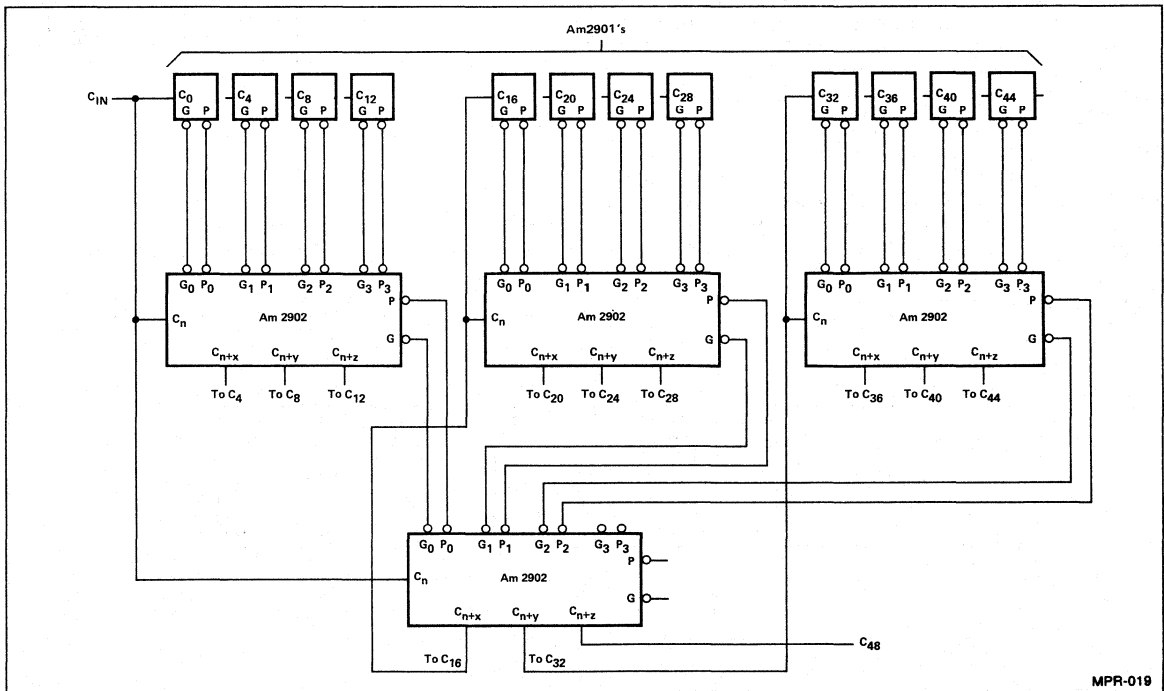 Am2901's
CIN C0 C4 C8 C12 C16 C20 C24 C28 C32 C36 C40 C44
G P G P G P G P G P G P G P G P G P G P G P G P
G0 P0 G1 P1 G2 P2 G3 P3 G0 P0 G1 P1 G2 P2 G3 P3 G0 P0 G1 P1 G2 P2 G3 P3
P P P
Cn Am 2902 Cn Am 2902 Cn Am 2902
G G G
Cn+x Cn+y Cn+z Cn+x Cn+y Cn+z Cn+x Cn+y Cn+z
To C4 To C8 To C12 To C20 To C24 To C28 To C36 To C40 To C44
G0 P0 G1 P1 G2 P2 G3 P3
P
Cn Am 2902
G
Cn+x Cn+y Cn+z
To C16 To C32 C48
MPR-019